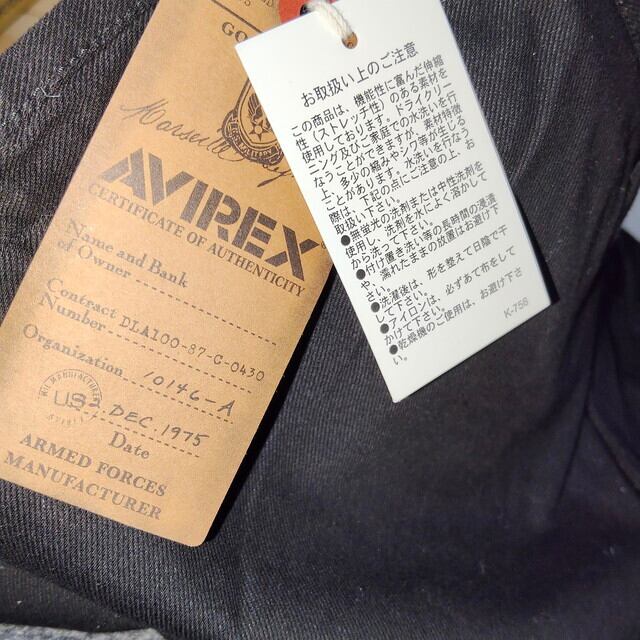 GO
AVIREX
CERTIFICATE OF AUTHENTICITY
Name and Bank
of Owner
Contract
Number DLA100-87-C-0430
Organization 10146-A
U.S. DEC 1975
Date
ARMED FORCES
MANUFACTURER
お取扱い上のご注意
この商品は、機能性に富んだ伸縮
性(ストレッチ性)のある素材を
使用しております。ドライクリー
ニング及びご家庭での水洗いを行
なうことができますが、素材特徴
上、多少の縮みやシワ等が生じる
ことがあります。水洗いを行なう
際は、下記の点にご注意の上、お
取扱い下さい。
●無蛍光の洗剤または中性洗剤を
使用し、洗剤を水によく溶かして
から洗って下さい。
●付け置き洗い等の長時間の浸漬
や、濡れたままの放置はお避け下
さい。
●洗濯後は、形を整えて日陰で干
して下さい。
●アイロンは、必ずあて布をして
かけて下さい。
●乾燥機のご使用は、お避け下さ
い。
K-756